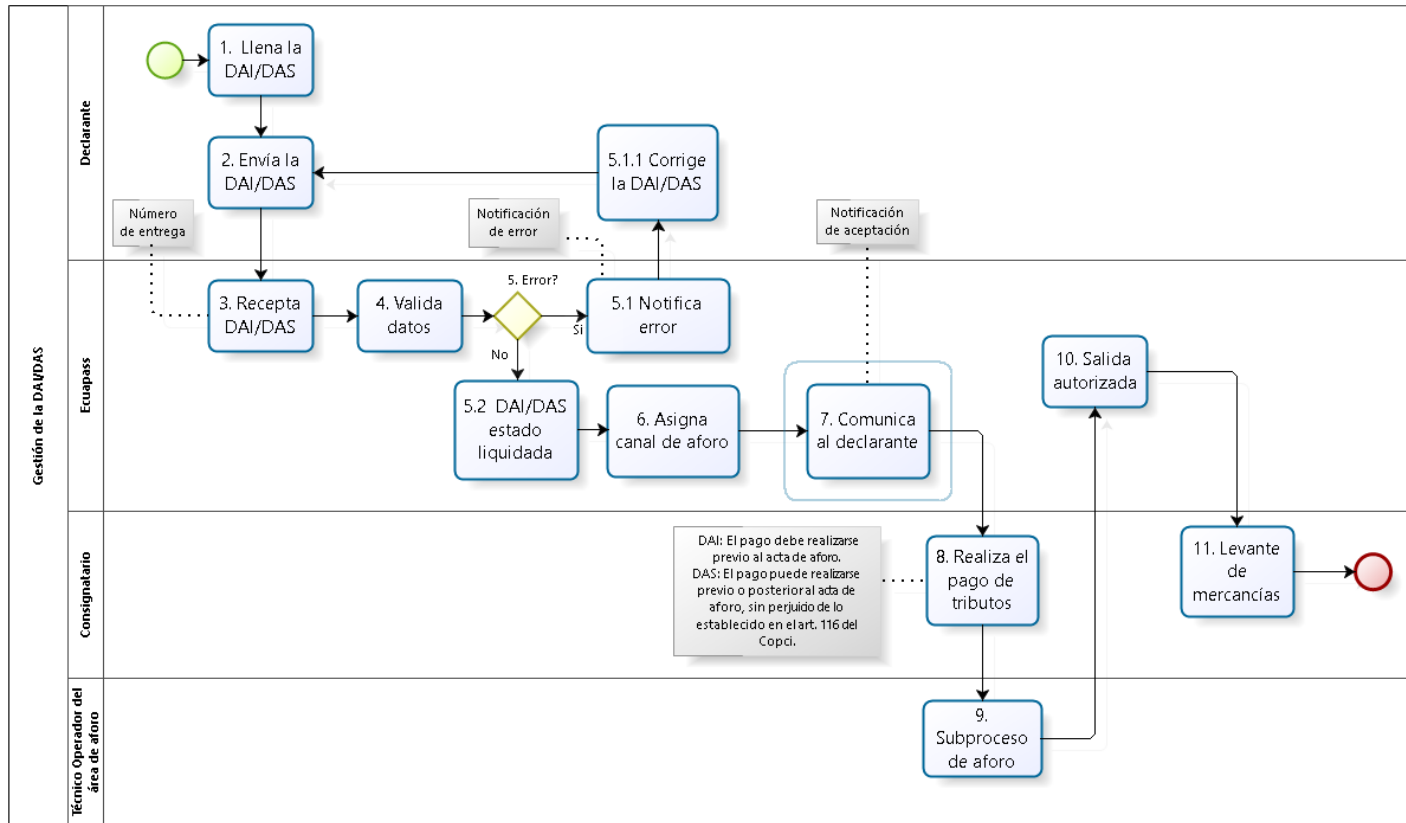 Gestión de la DAI/DAS
Declarante
1. Llena la
DAI/DAS
2. Envía la
DAI/DAS
5.1.1 Corrige
la DAI/DAS
Número
de entrega
Notificación
de error
Notificación
de aceptación
Ecuapass
3. Recepta
DAI/DAS
4. Valida
datos
5. Error?
Si
No
5.1 Notifica
error
5.2 DAI/DAS
estado
liquidada
6. Asigna
canal de aforo
7. Comunica
al declarante
10. Salida
autorizada
Consignatario
DAI: El pago debe realizarse
previo al acta de aforo.
DAS: El pago puede realizarse
previo o posterior al acta de
aforo, sin perjuicio de lo
establecido en el art. 116 del
Copci.
8. Realiza el
pago de
tributos
11. Levante
de
mercancías
Técnico Operador del
área de aforo
9.
Subproceso
de aforo